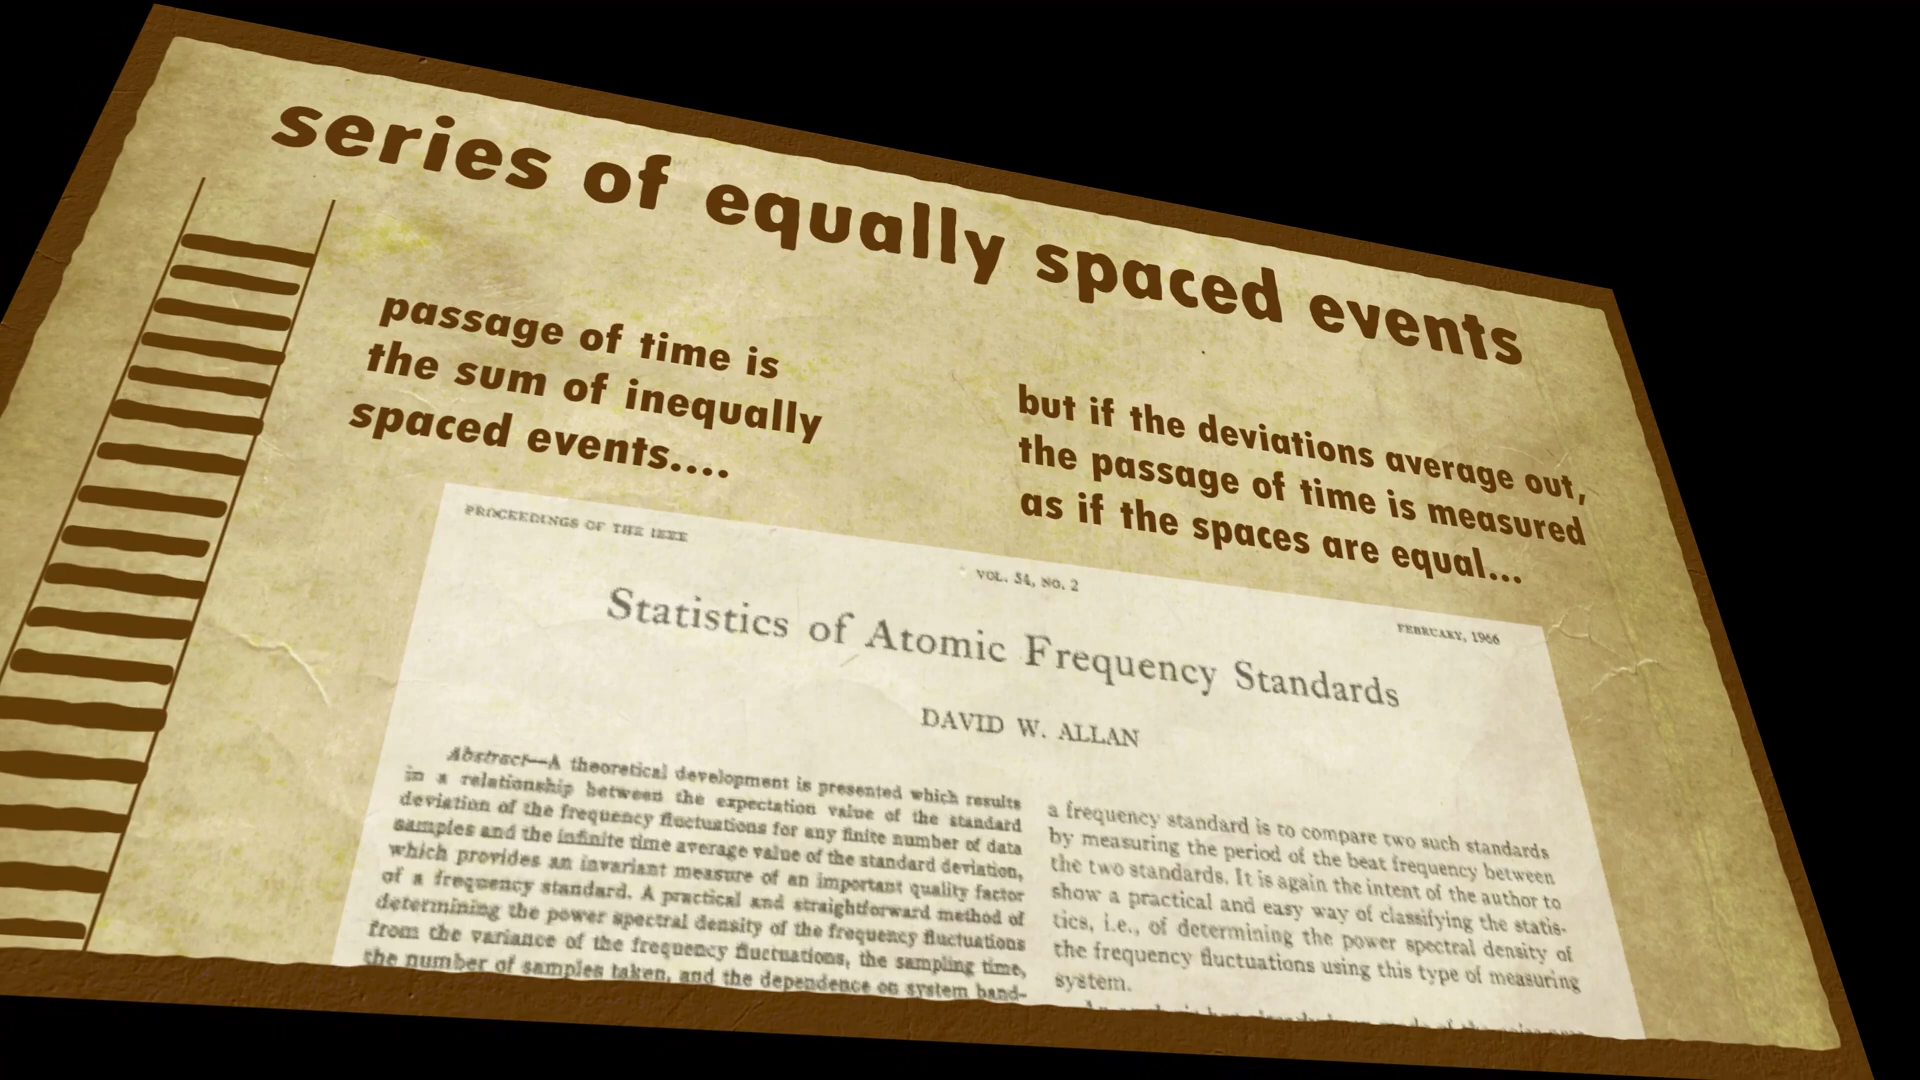 series of equally spaced events
passage of time is
the sum of inequally
spaced events....
but if the deviations average out,
the passage of time is measured
as if the spaces are equal...
PROCEEDINGS OF THE IEEE
VOL. 54, NO. 2
FEBRUARY, 1966
Statistics of Atomic Frequency Standards
DAVID W. ALLAN
Abstract—A theoretical development is presented which results
in a relationship between the expectation value of the standard
deviation of the frequency fluctuations for any finite number of data
samples and the infinite time average value of the standard deviation,
which provides an invariant measure of an important quality factor
of a frequency standard. A practical and straightforward method of
determining the power spectral density of the frequency fluctuations
from the variance of the frequency fluctuations, the sampling time,
the number of samples taken, and the dependence on system band-
a frequency standard is to compare two such standards
by measuring the period of the beat frequency between
the two standards. It is again the intent of the author to
show a practical and easy way of classifying the statis-
tics, i.e., of determining the power spectral density of
the frequency fluctuations using this type of measuring
system.